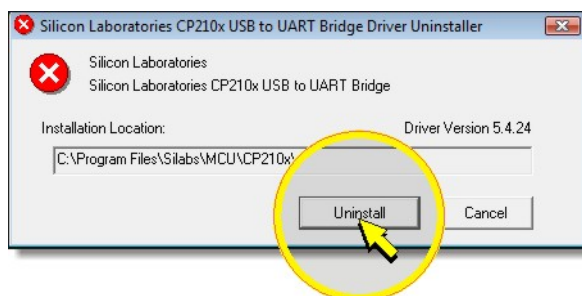 Silicon Laboratories CP210x USB to UART Bridge Driver Uninstaller
Silicon Laboratories
Silicon Laboratories CP210x USB to UART Bridge
Installation Location: Driver Version 5.4.24
C:\Program Files\Silabs\MCU\CP210x\
Uninstall Cancel